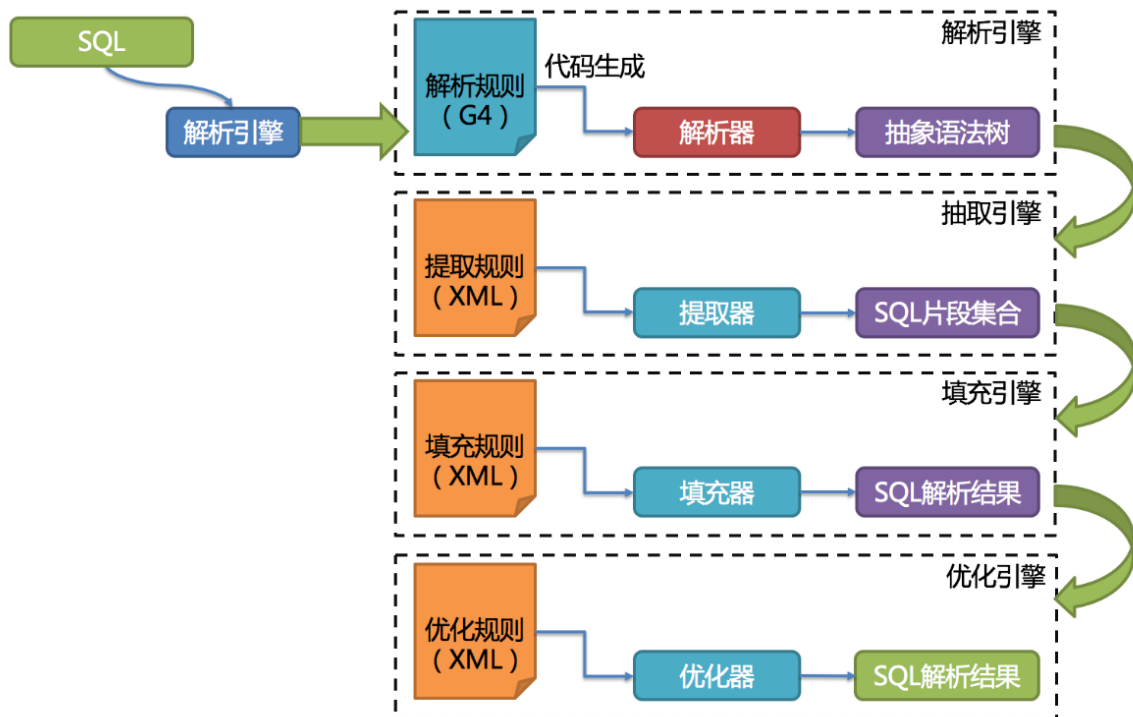 SQL
解析引擎
解析引擎
解析规则
（G4）
代码生成
解析器
抽象语法树
抽取引擎
提取规则
（XML）
提取器
SQL片段集合
填充引擎
填充规则
（XML）
填充器
SQL解析结果
优化引擎
优化规则
（XML）
优化器
SQL解析结果